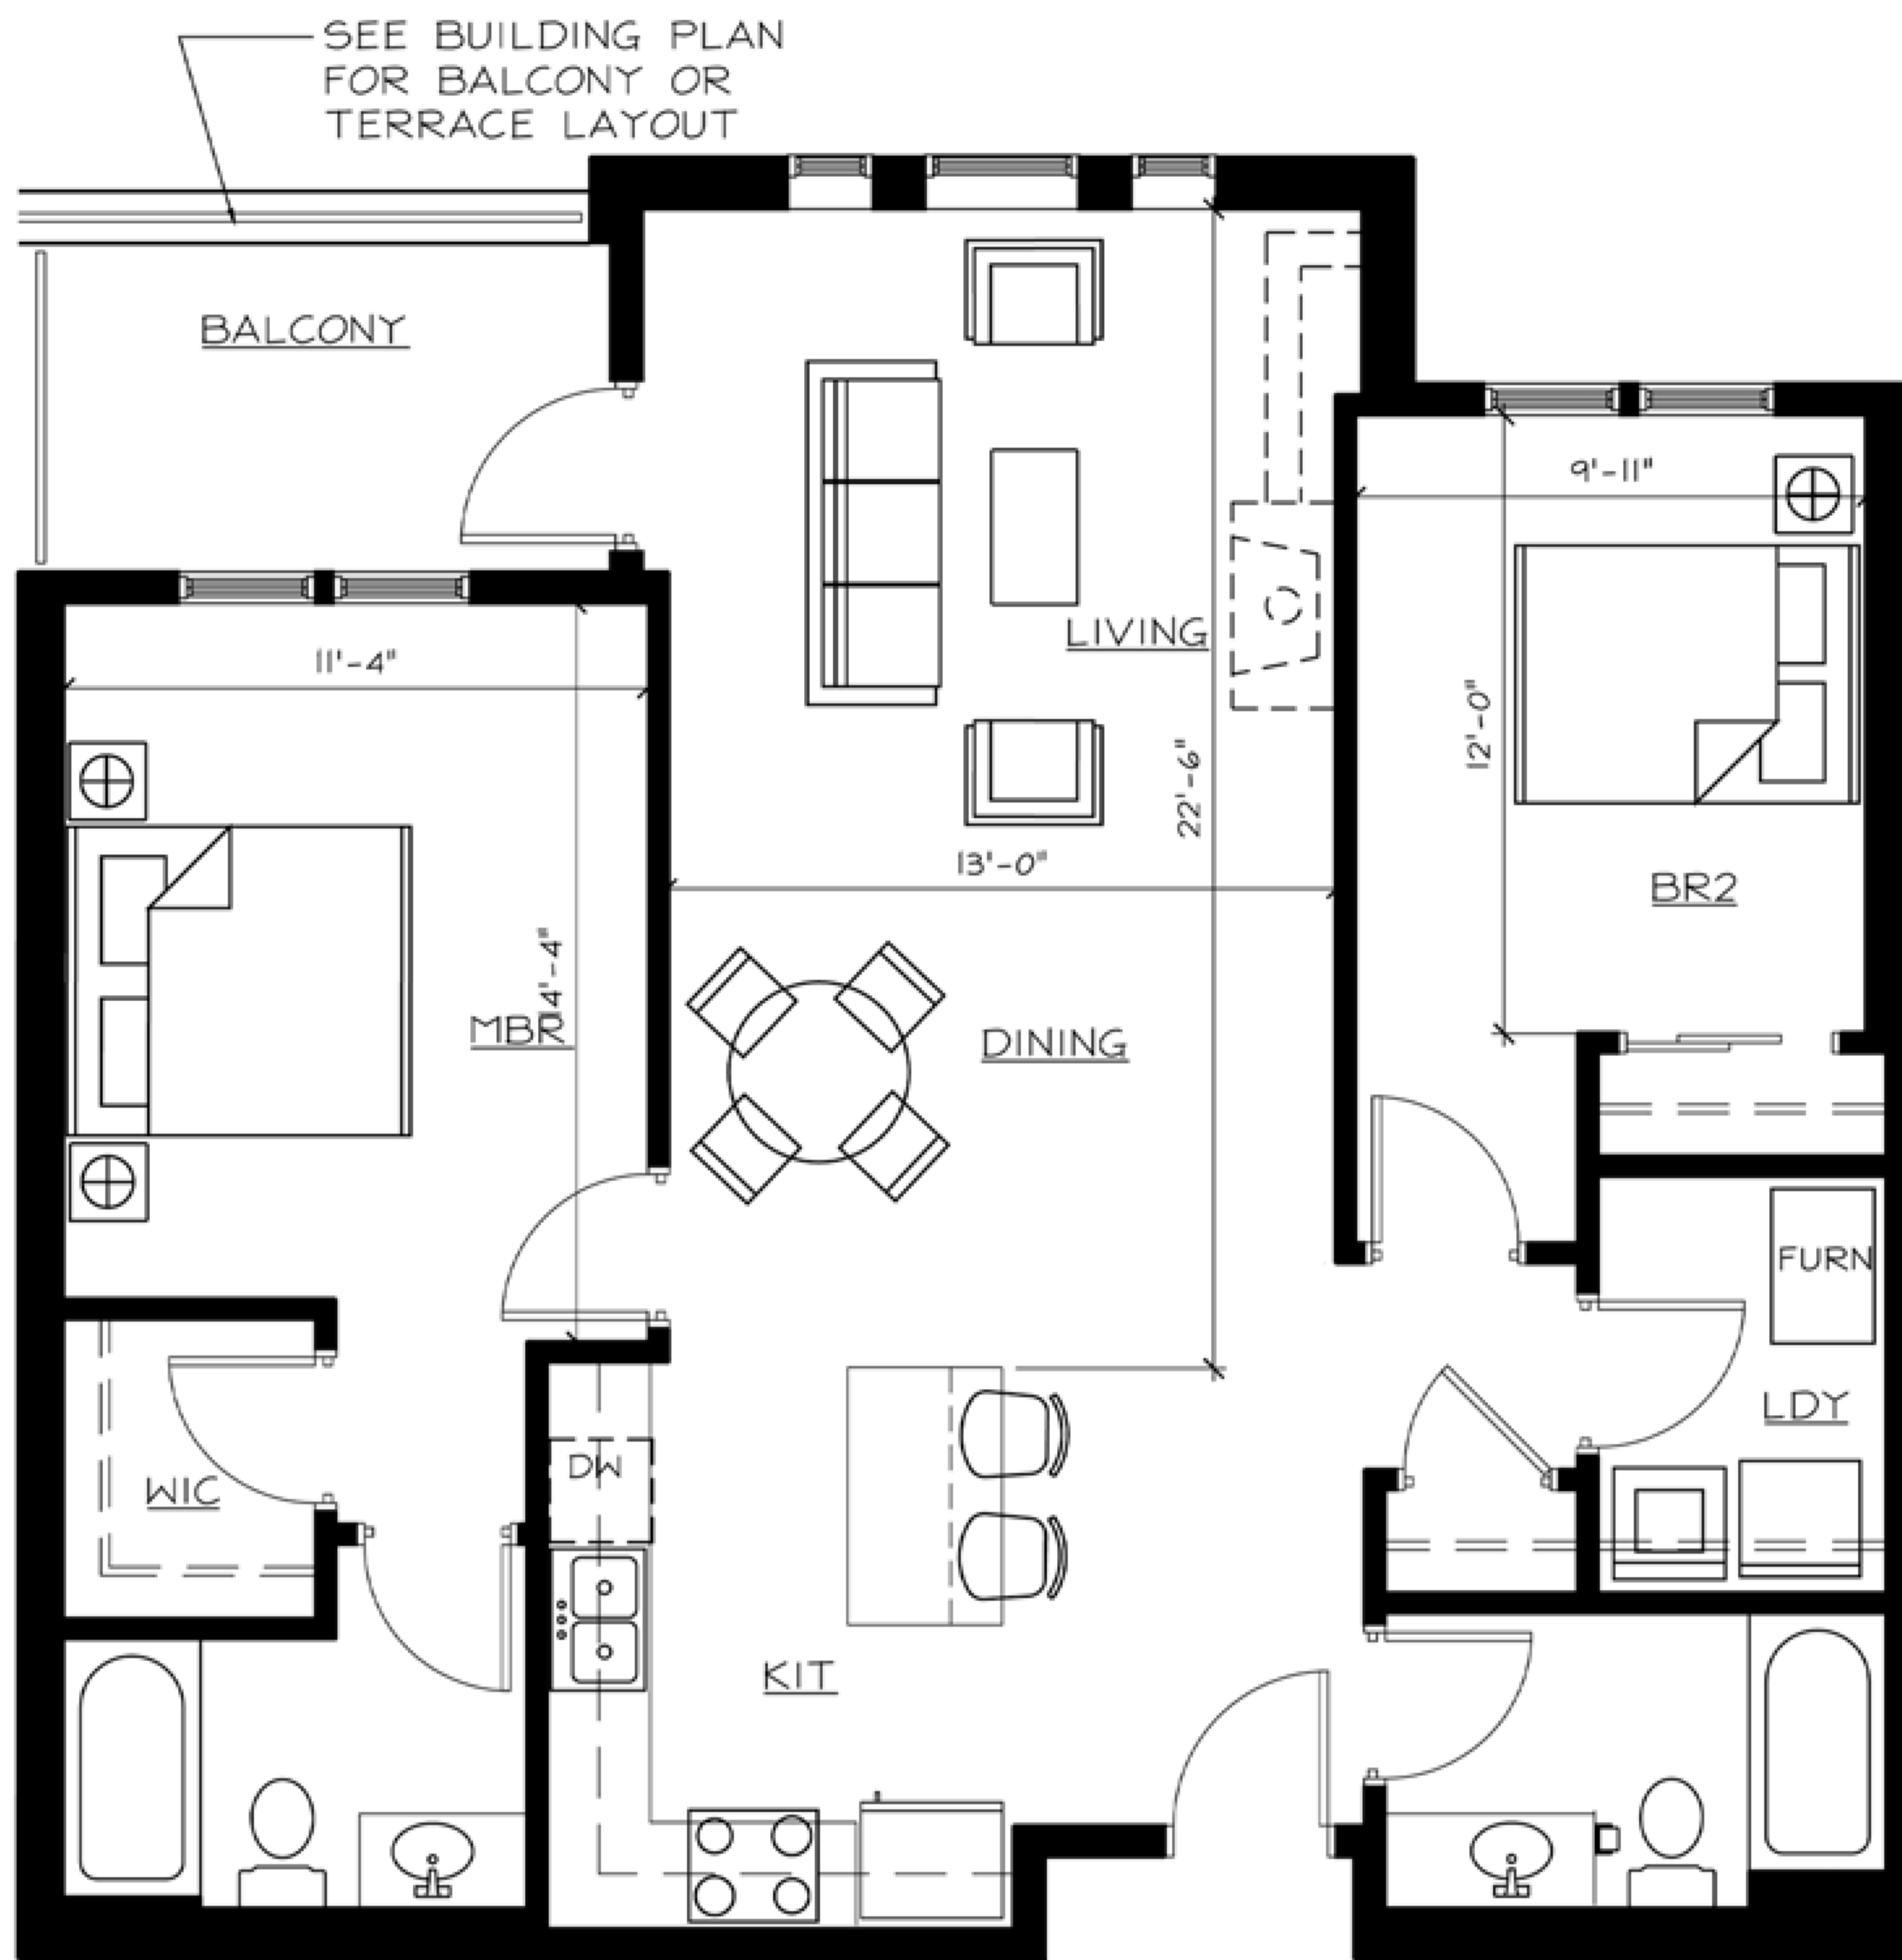 SEE BUILDING PLAN
FOR BALCONY OR
TERRACE LAYOUT
BALCONY
9'-11"
LIVING
11'-4"
12'-0"
22'-6"
13'-0"
BR2
14'-4"
MBR
DINING
FURN
LDY
DW
WIC
KIT